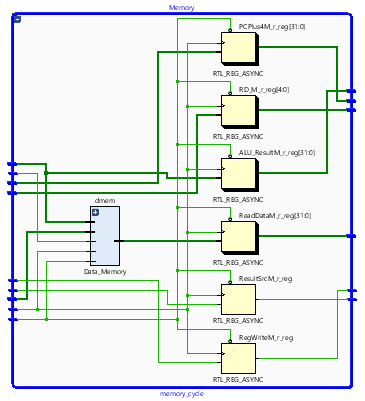 Memory
PCPlus4M_r_reg[31:0]
RTL_REG_ASYNC
RD_M_r_reg[4:0]
RTL_REG_ASYNC
ALU_ResultM_r_reg[31:0]
RTL_REG_ASYNC
dmem
Data_Memory
ReadDataM_r_reg[31:0]
RTL_REG_ASYNC
ResultSrcM_r_reg
RTL_REG_ASYNC
RegWriteM_r_reg
RTL_REG_ASYNC
memory_cycle